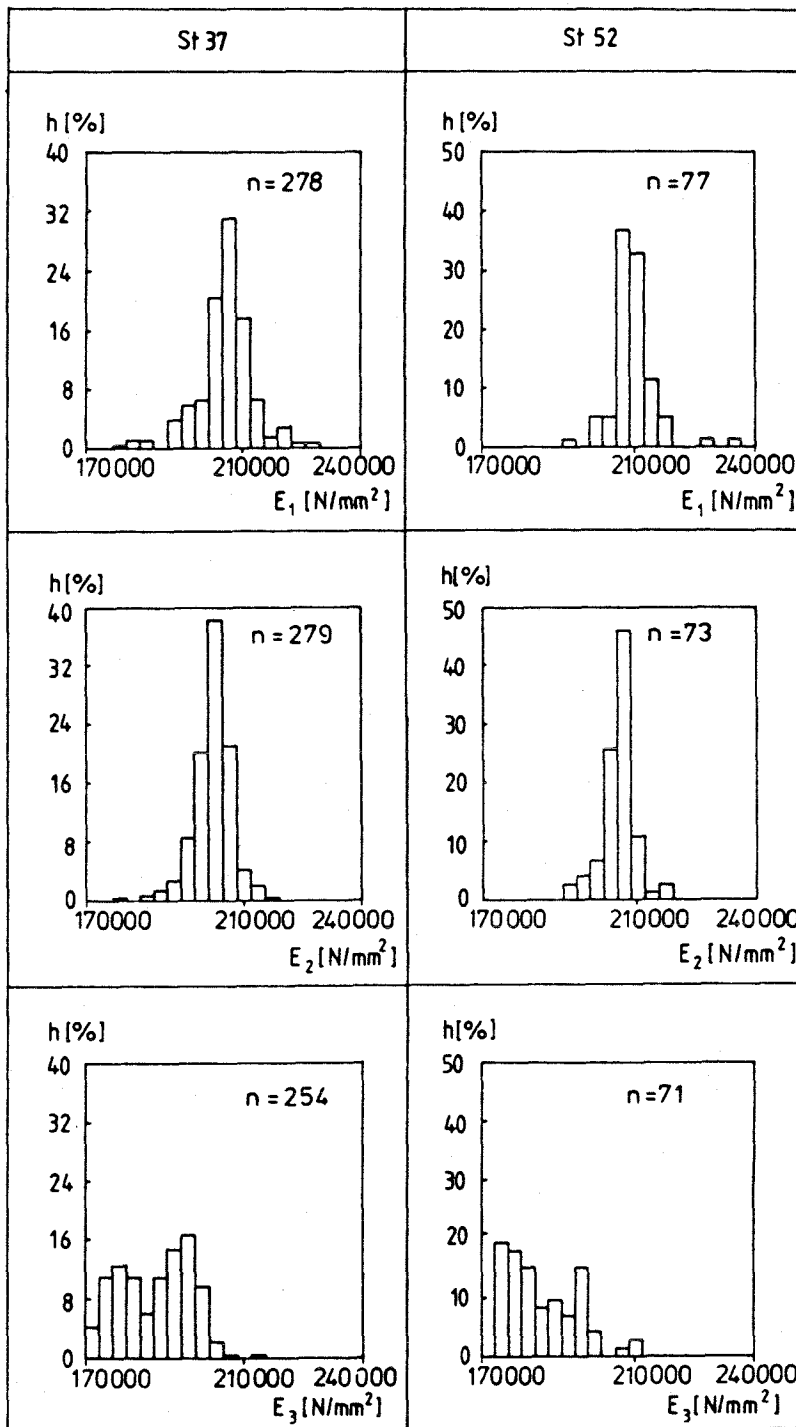 St 37
St 52
h [%]
40
32
24
16
8
0
n = 278
170000 210000 240000
E₁ [N/mm²]
h [%]
50
40
30
20
10
0
n = 77
170000 210000 240000
E₁ [N/mm²]
h [%]
40
32
24
16
8
0
n = 279
170000 210000 240000
E₂ [N/mm²]
h[%]
50
40
30
20
10
0
n=73
170000 210000 240000
E₂ [N/mm²]
h [%]
40
32
24
16
8
0
n = 254
170000 210000 240000
E₃ [N/mm²]
h[%]
50
40
30
20
10
0
n=71
170000 210000 240000
E₃ [N/mm²]